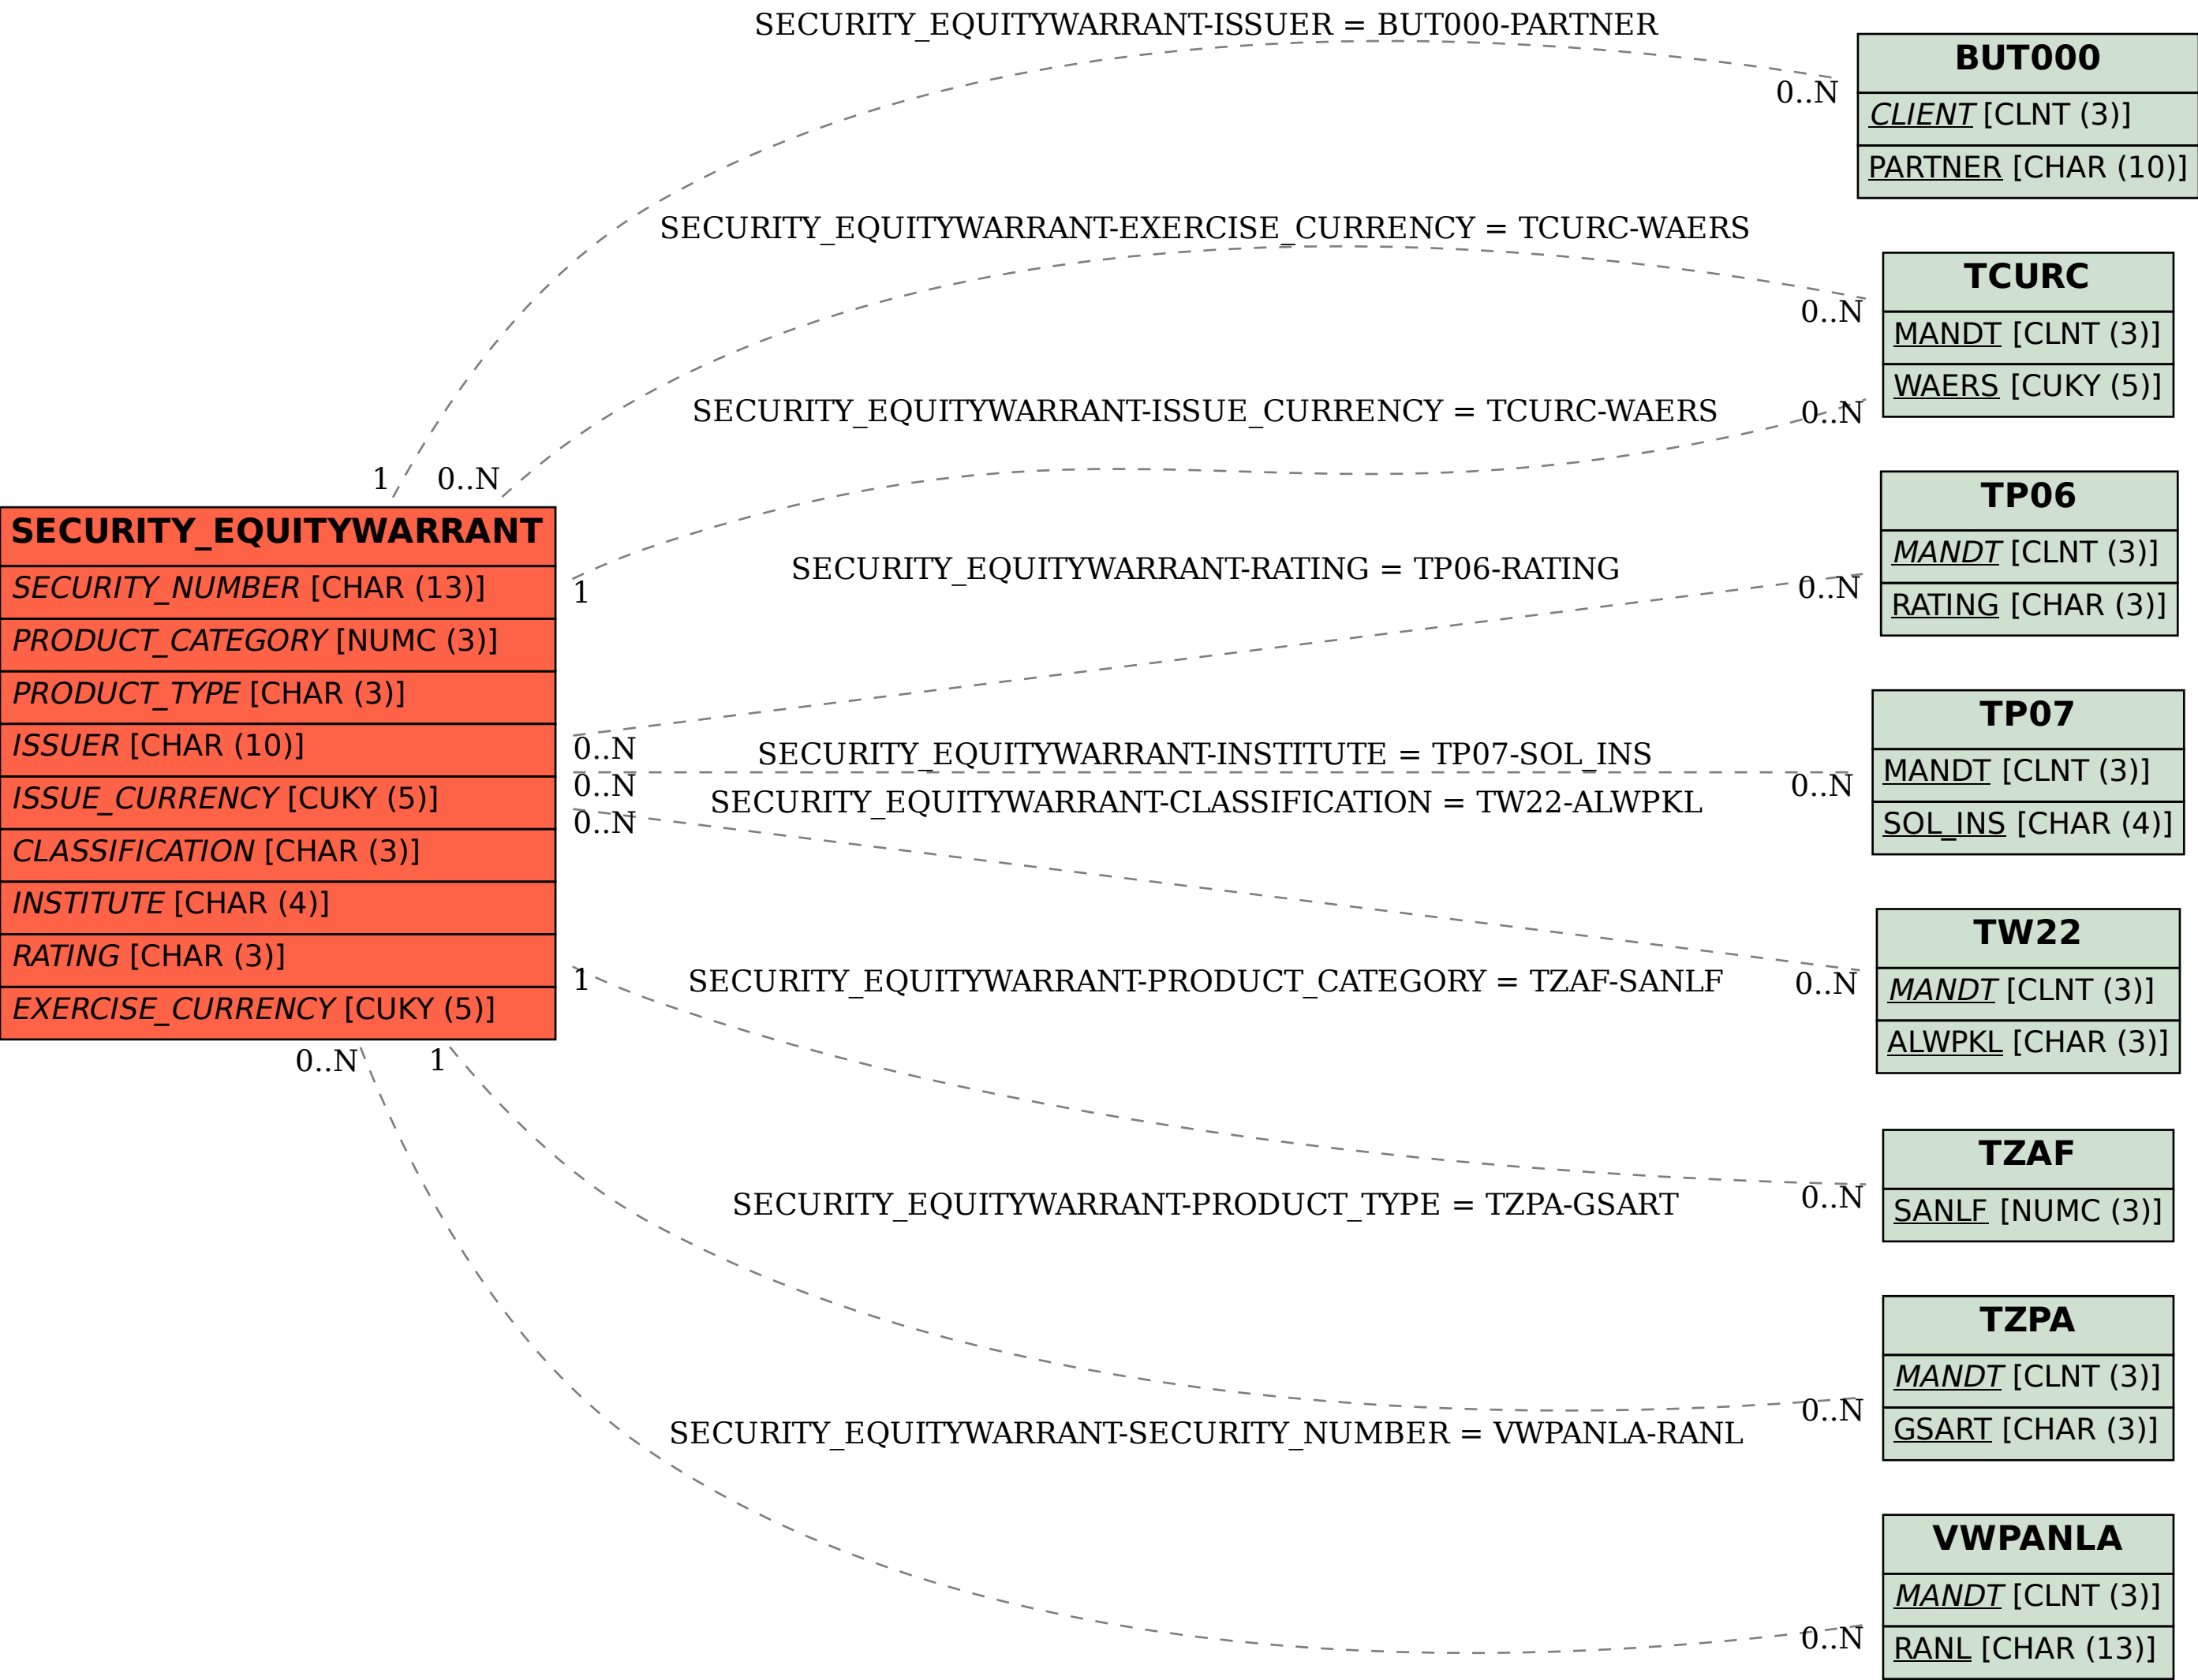 SECURITY_EQUITYWARRANT-ISSUER = BUT000-PARTNER
BUT000
0..N
CLIENT [CLNT (3)]
PARTNER [CHAR (10)]
SECURITY_EQUITYWARRANT-EXERCISE_CURRENCY = TCURC-WAERS
TCURC
0..N
MANDT [CLNT (3)]
WAERS [CUKY (5)]
SECURITY_EQUITYWARRANT-ISSUE_CURRENCY = TCURC-WAERS
0..N
1
0..N
TP06
SECURITY_EQUITYWARRANT
MANDT [CLNT (3)]
SECURITY_EQUITYWARRANT-RATING = TP06-RATING
0..N
RATING [CHAR (3)]
SECURITY_NUMBER [CHAR (13)]
1
PRODUCT_CATEGORY [NUMC (3)]
PRODUCT_TYPE [CHAR (3)]
TP07
ISSUER [CHAR (10)]
0..N
SECURITY_EQUITYWARRANT-INSTITUTE = TP07-SOL_INS
MANDT [CLNT (3)]
0..N
0..N
ISSUE_CURRENCY [CUKY (5)]
SECURITY_EQUITYWARRANT-CLASSIFICATION = TW22-ALWPKL
0..N
SOL_INS [CHAR (4)]
CLASSIFICATION [CHAR (3)]
INSTITUTE [CHAR (4)]
TW22
RATING [CHAR (3)]
1
SECURITY_EQUITYWARRANT-PRODUCT_CATEGORY = TZAF-SANLF
0..N
MANDT [CLNT (3)]
EXERCISE_CURRENCY [CUKY (5)]
ALWPKL [CHAR (3)]
0..N
1
TZAF
SECURITY_EQUITYWARRANT-PRODUCT_TYPE = TZPA-GSART
0..N
SANLF [NUMC (3)]
TZPA
MANDT [CLNT (3)]
0..N
GSART [CHAR (3)]
SECURITY_EQUITYWARRANT-SECURITY_NUMBER = VWPANLA-RANL
VWPANLA
MANDT [CLNT (3)]
0..N
RANL [CHAR (13)]